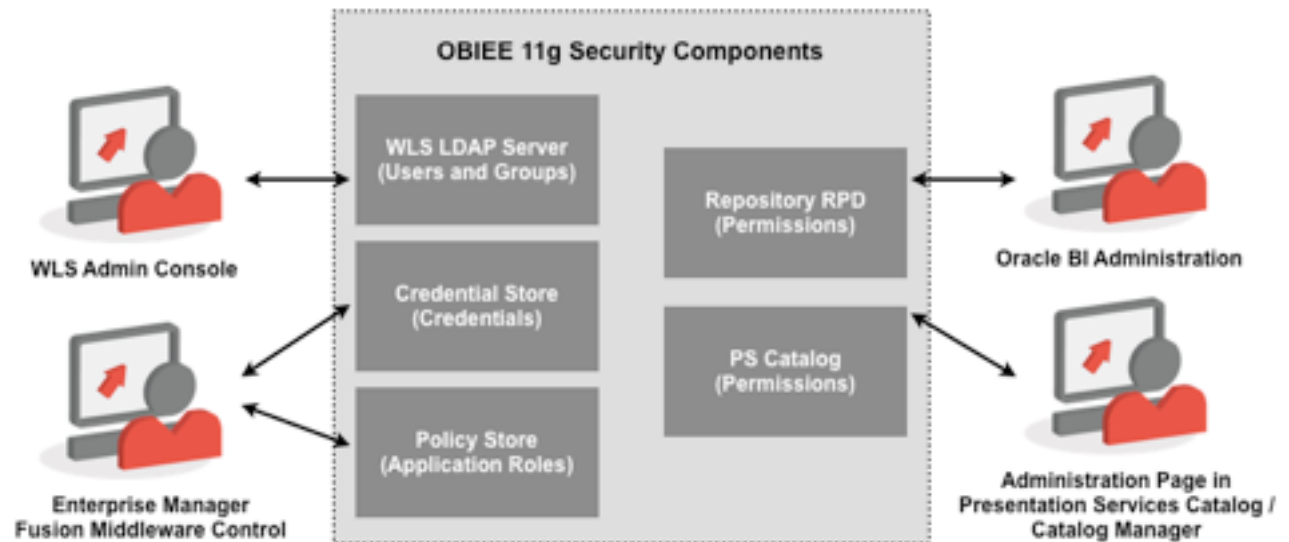 OBIEE 11g Security Components
WLS LDAP Server
(Users and Groups)
Credential Store
(Credentials)
Policy Store
(Application Roles)
Repository RPD
(Permissions)
PS Catalog
(Permissions)
WLS Admin Console
Enterprise Manager
Fusion Middleware Control
Oracle BI Administration
Administration Page in
Presentation Services Catalog /
Catalog Manager